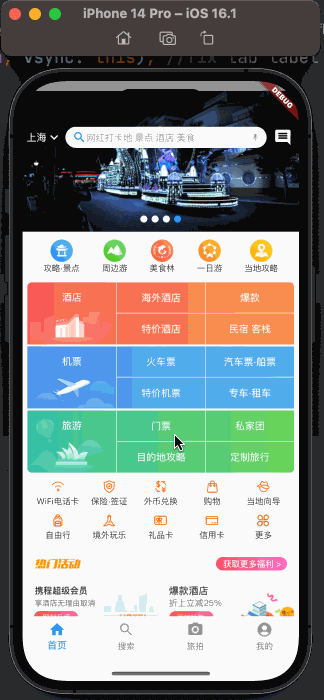 iPhone 14 Pro – iOS 16.1
vsync: this); //fix tab label
DEBUG
上海
网红打卡地 景点 酒店 美食
攻略·景点 周边游 美食林 一日游 当地攻略
酒店 海外酒店 爆款
特价酒店 民宿 客栈
机票 火车票 汽车票·船票
特价机票 专车·租车
旅游 门票 私家团
目的地攻略 定制旅行
WiFi电话卡 保险·签证 外币兑换 购物 当地向导
自由行 境外玩乐 礼品卡 信用卡 更多
热门活动 获取更多福利 >
携程超级会员 爆款酒店
享酒店无理由取消 折上立减25%
首页 搜索 旅拍 我的